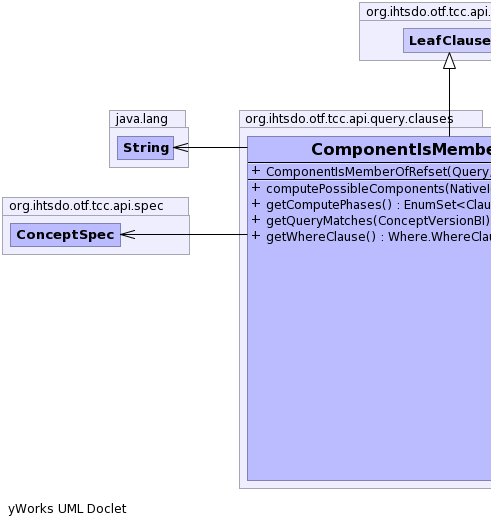 org.ihtsdo.otf.tcc.api.
LeafClause
java.lang
String
org.ihtsdo.otf.tcc.api.query.clauses
ComponentIsMembe
+ ComponentIsMemberOfRefset(Query,
+ computePossibleComponents(NativeI
+ getComputePhases() : EnumSet<Clau
+ getQueryMatches(ConceptVersionBI)
+ getWhereClause() : Where.WhereClau
org.ihtsdo.otf.tcc.api.spec
ConceptSpec
yWorks UML Doclet